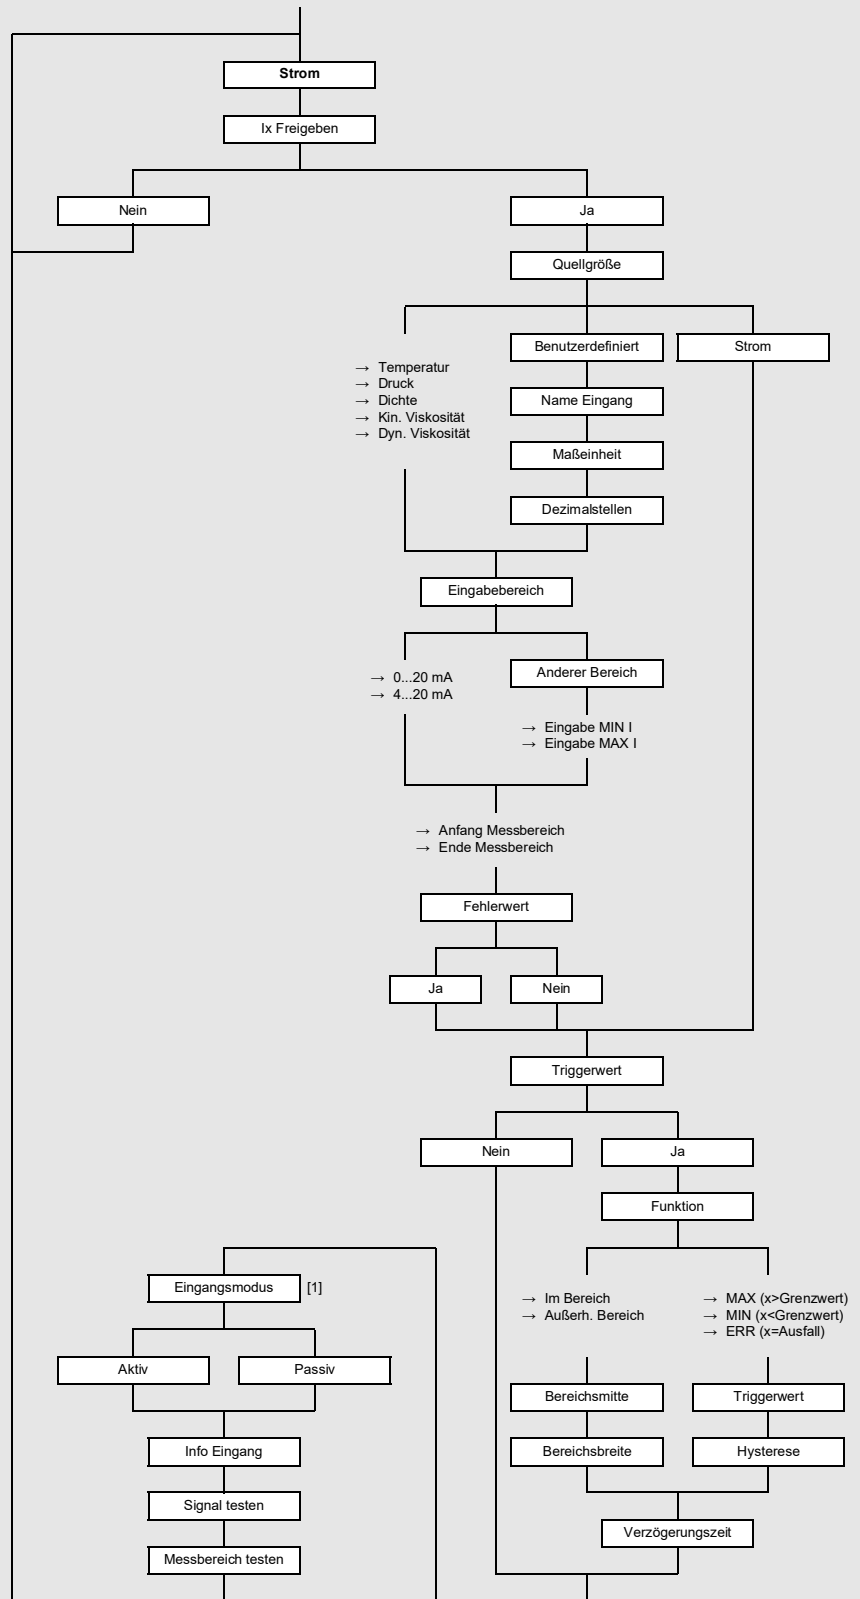 Strom
Ix Freigeben
Nein
Ja
Quellgröße
Benutzerdefiniert
Strom
→ Temperatur
→ Druck
→ Dichte
→ Kin. Viskosität
→ Dyn. Viskosität
Name Eingang
Maßeinheit
Dezimalstellen
Eingabebereich
→ 0...20 mA
→ 4...20 mA
Anderer Bereich
→ Eingabe MIN I
→ Eingabe MAX I
→ Anfang Messbereich
→ Ende Messbereich
Fehlerwert
Ja
Nein
Triggerwert
Nein
Ja
Funktion
→ Im Bereich
→ Außerh. Bereich
→ MAX (x>Grenzwert)
→ MIN (x<Grenzwert)
→ ERR (x=Ausfall)
Bereichsmitte
Triggerwert
Bereichsbreite
Hysterese
Verzögerungszeit
Eingangsmodus [1]
Aktiv
Passiv
Info Eingang
Signal testen
Messbereich testen